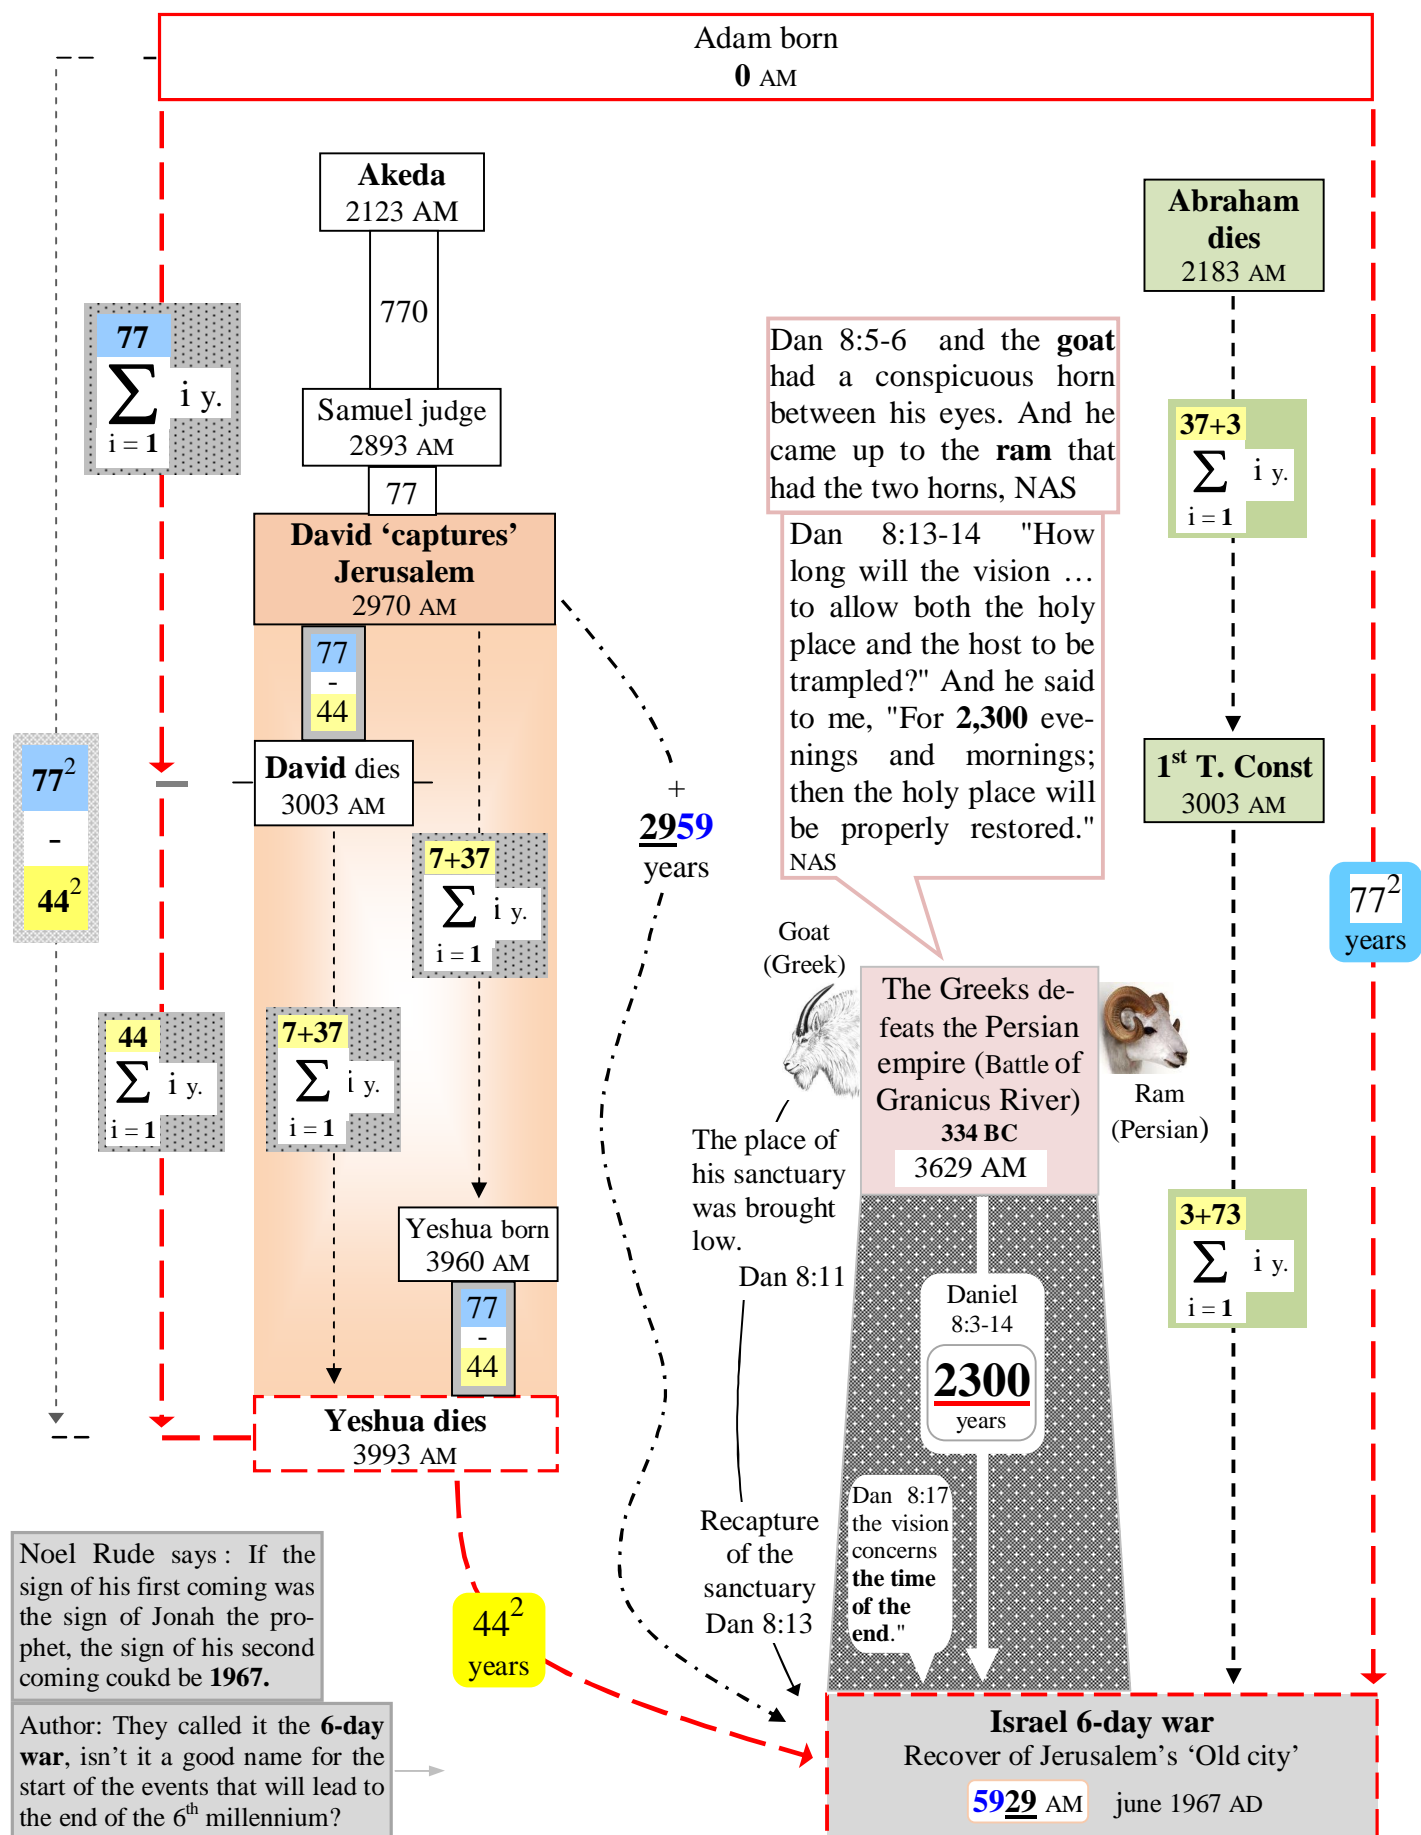 Adam born
0 AM
Akeda
2123 AM
770
Samuel judge
2893 AM
77
David ‘captures’
Jerusalem
2970 AM
77
-
44
David dies
3003 AM
77
∑ i y.
i = 1
77²
-
44²
44
∑ i y.
i = 1
7+37
∑ i y.
i = 1
7+37
∑ i y.
i = 1
Yeshua born
3960 AM
77
-
44
Yeshua dies
3993 AM
+
2959
years
44²
years
Abraham
dies
2183 AM
37+3
∑ i y.
i = 1
1st T. Const
3003 AM
3+73
∑ i y.
i = 1
77²
years
Dan 8:5-6 and the goat
had a conspicuous horn
between his eyes. And he
came up to the ram that
had the two horns, NAS
Dan 8:13-14 "How
long will the vision …
to allow both the holy
place and the host to be
trampled?" And he said
to me, "For 2,300 eve-
nings and mornings;
then the holy place will
be properly restored."
NAS
Goat
(Greek)
The Greeks de-
feats the Persian
empire (Battle of
Granicus River)
334 BC
3629 AM
Ram
(Persian)
The place of
his sanctuary
was brought
low.
Dan 8:11
Recapture
of the
sanctuary
Dan 8:13
Daniel
8:3-14
2300
years
Dan 8:17
the vision
concerns
the time
of the
end."
Noel Rude says : If the
sign of his first coming was
the sign of Jonah the pro-
phet, the sign of his second
coming coukd be 1967.
Author: They called it the 6-day
war, isn’t it a good name for the
start of the events that will lead to
the end of the 6th millennium?
Israel 6-day war
Recover of Jerusalem’s ‘Old city’
5929 AM june 1967 AD